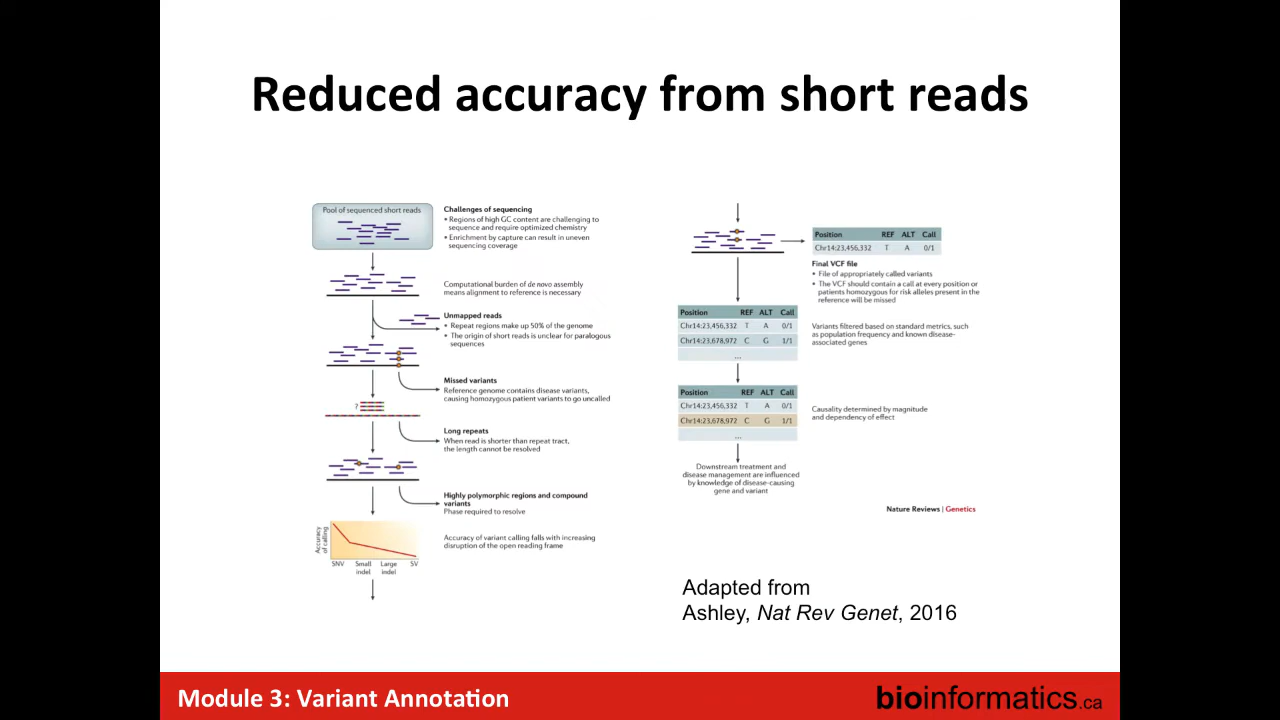 Reduced accuracy from short reads
Pool of sequenced short reads
Challenges of sequencing
• Regions of high GC content are challenging to
sequence and require optimized chemistry
• Enrichment by capture can result in uneven
sequencing coverage
Computational burden of de novo assembly
means alignment to reference is necessary
Unmapped reads
• Repeat regions make up 50% of the genome
• The origin of short reads is unclear for paralogous
sequences
Missed variants
Reference genome contains disease variants,
causing homozygous patient variants to go uncalled
?
Long repeats
When read is shorter than repeat tract,
the length cannot be resolved
Highly polymorphic regions and compound
variants
Phase required to resolve
Accuracy
of calling
SNV Small indel Large indel SV
Accuracy of variant calling falls with increasing
disruption of the open reading frame
Position REF ALT Call
Chr14:23,456,332 T A 0/1
Final VCF file
• File of appropriately called variants
• The VCF should contain a call at every position or
patients homozygous for risk alleles present in the
reference will be missed
Position REF ALT Call
Chr14:23,456,332 T A 0/1
Chr14:23,678,972 C G 1/1
...
Variants filtered based on standard metrics, such
as population frequency and known disease-
associated genes
Position REF ALT Call
Chr14:23,456,332 T A 0/1
Chr14:23,678,972 C G 1/1
...
Causality determined by magnitude
and dependency of effect
Downstream treatment and
disease management are influenced
by knowledge of disease-causing
gene and variant
Nature Reviews | Genetics
Adapted from
Ashley, Nat Rev Genet, 2016
Module 3: Variant Annotation
bioinformatics.ca